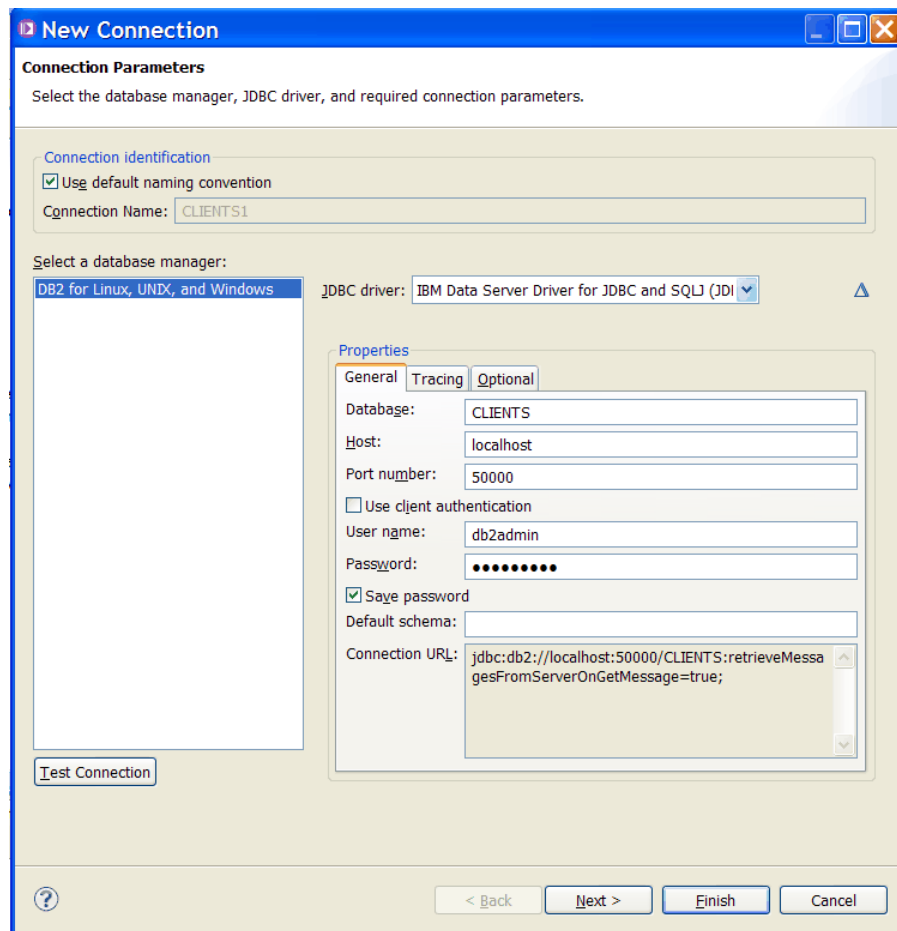 New Connection
Connection Parameters
Select the database manager, JDBC driver, and required connection parameters.
Connection identification
Use default naming convention
Connection Name: CLIENTS1
Select a database manager:
DB2 for Linux, UNIX, and Windows
JDBC driver: IBM Data Server Driver for JDBC and SQLJ (JD
Properties
General Tracing Optional
Database: CLIENTS
Host: localhost
Port number: 50000
Use client authentication
User name: db2admin
Password: ●●●●●●●●●
Save password
Default schema:
Connection URL: jdbc:db2://localhost:50000/CLIENTS:retrieveMessa
gesFromServerOnGetMessage=true;
Test Connection
? < Back Next > Finish Cancel